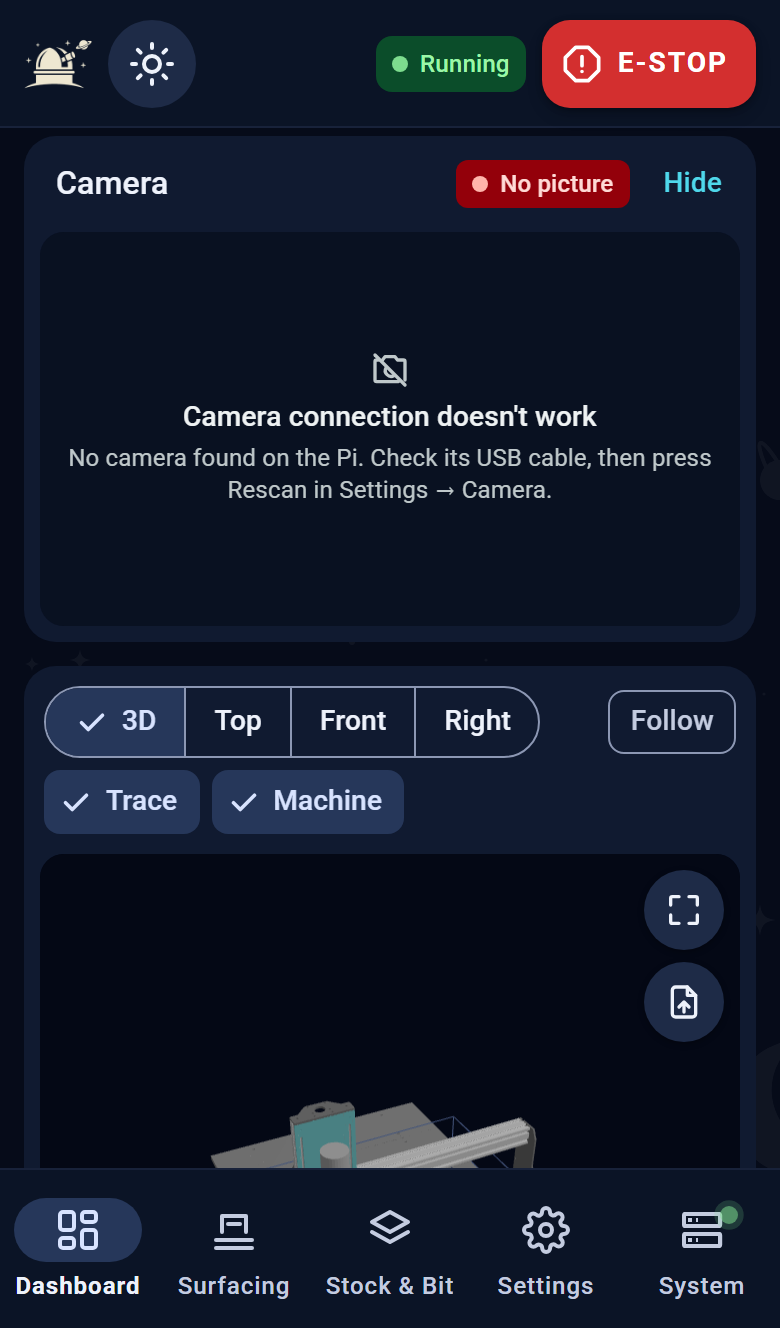 Running
E-STOP
Camera
No picture
Hide
Camera connection doesn't work
No camera found on the Pi. Check its USB cable, then press
Rescan in Settings → Camera.
3D
Top
Front
Right
Follow
Trace
Machine
Dashboard
Surfacing
Stock & Bit
Settings
System